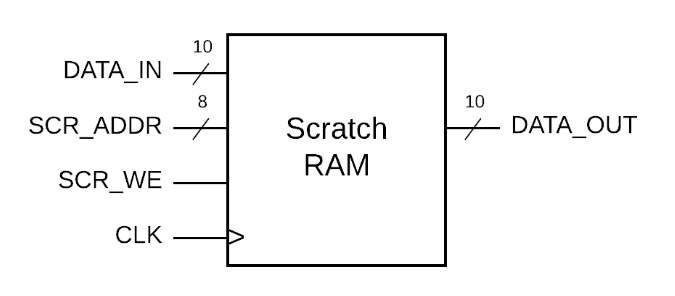 10
DATA_IN
8
SCR_ADDR
SCR_WE
CLK
Scratch
RAM
10
DATA_OUT